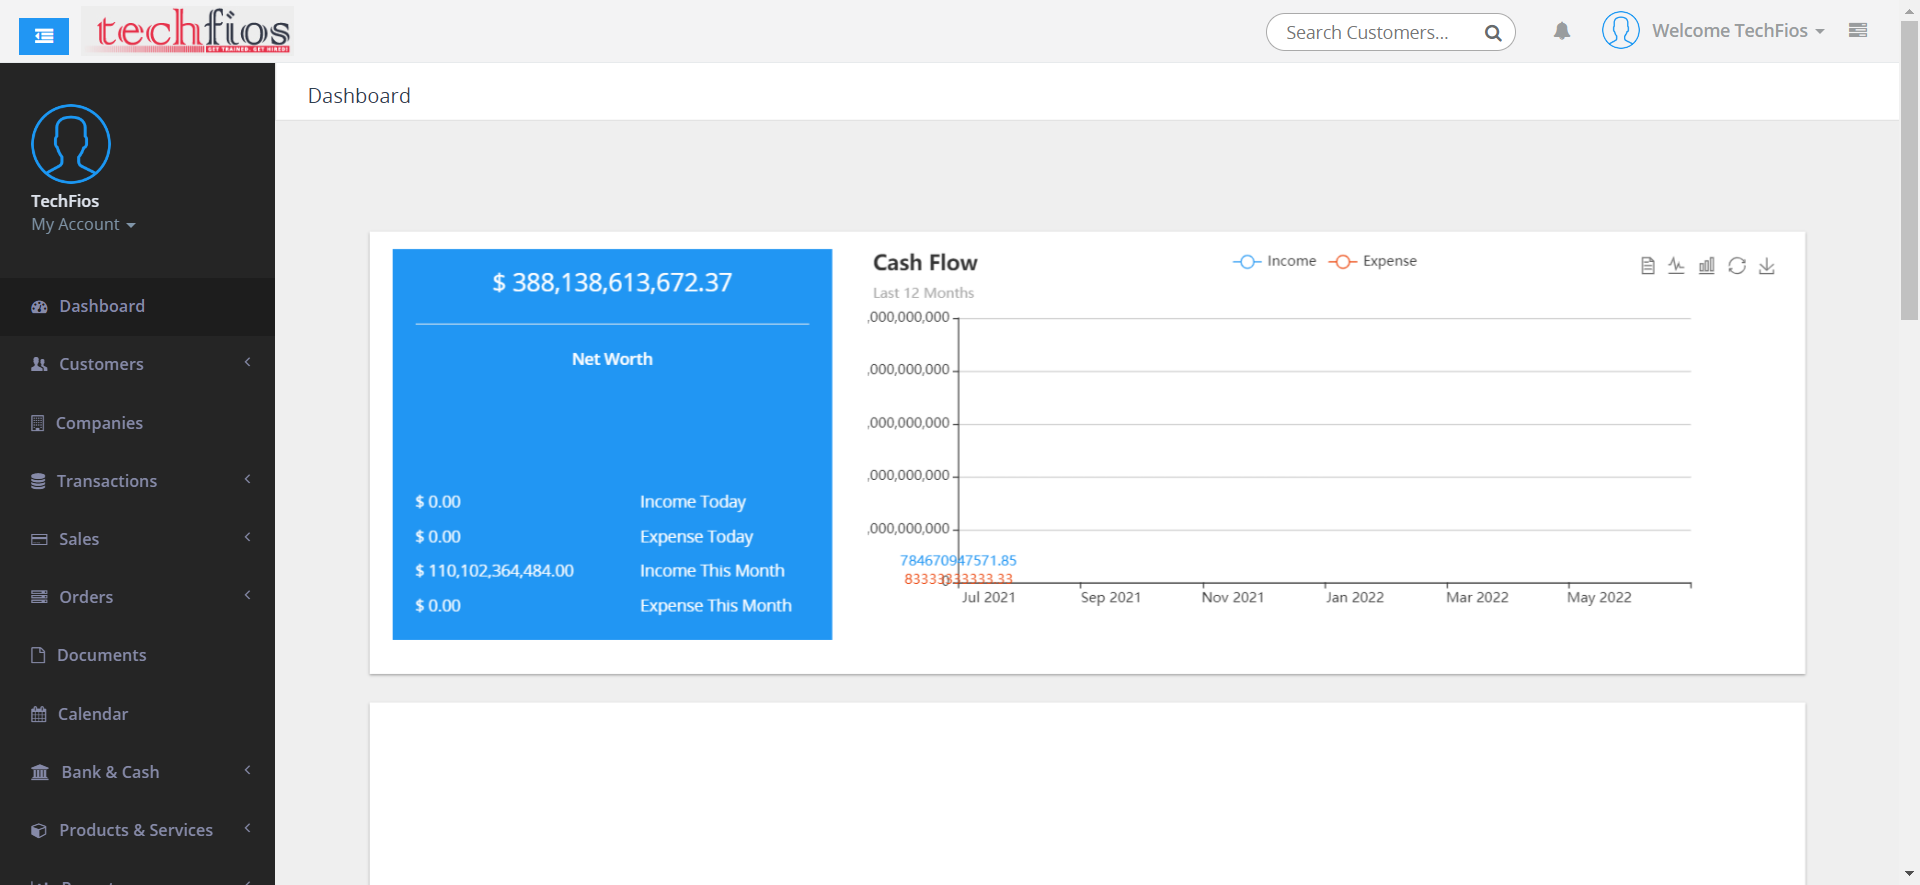 techfios
GET TRAINED. GET HIRED!
Search Customers...
Welcome TechFios
TechFios
My Account
Dashboard
Customers
Companies
Transactions
Sales
Orders
Documents
Calendar
Bank & Cash
Products & Services
Dashboard
$ 388,138,613,672.37
Net Worth
$ 0.00 Income Today
$ 0.00 Expense Today
$ 110,102,364,484.00 Income This Month
$ 0.00 Expense This Month
Cash Flow
Last 12 Months
Income Expense
,000,000,000
,000,000,000
,000,000,000
,000,000,000
,000,000,000
784670947571.85
83333333333.33
0
Jul 2021 Sep 2021 Nov 2021 Jan 2022 Mar 2022 May 2022